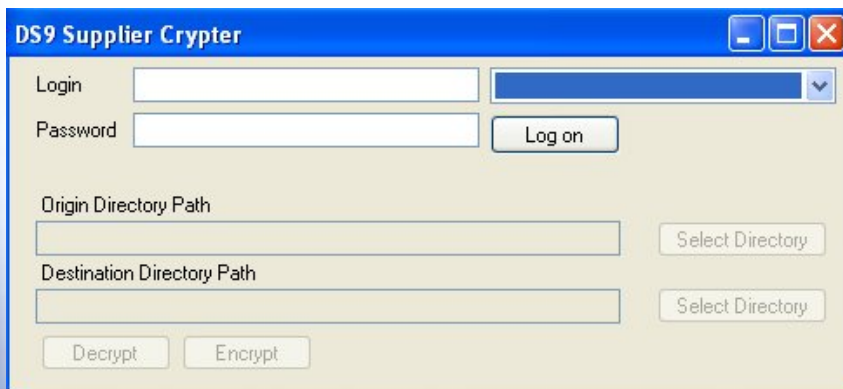 DS9 Supplier Crypter
Login
Password
Log on
Origin Directory Path
Select Directory
Destination Directory Path
Select Directory
Decrypt Encrypt